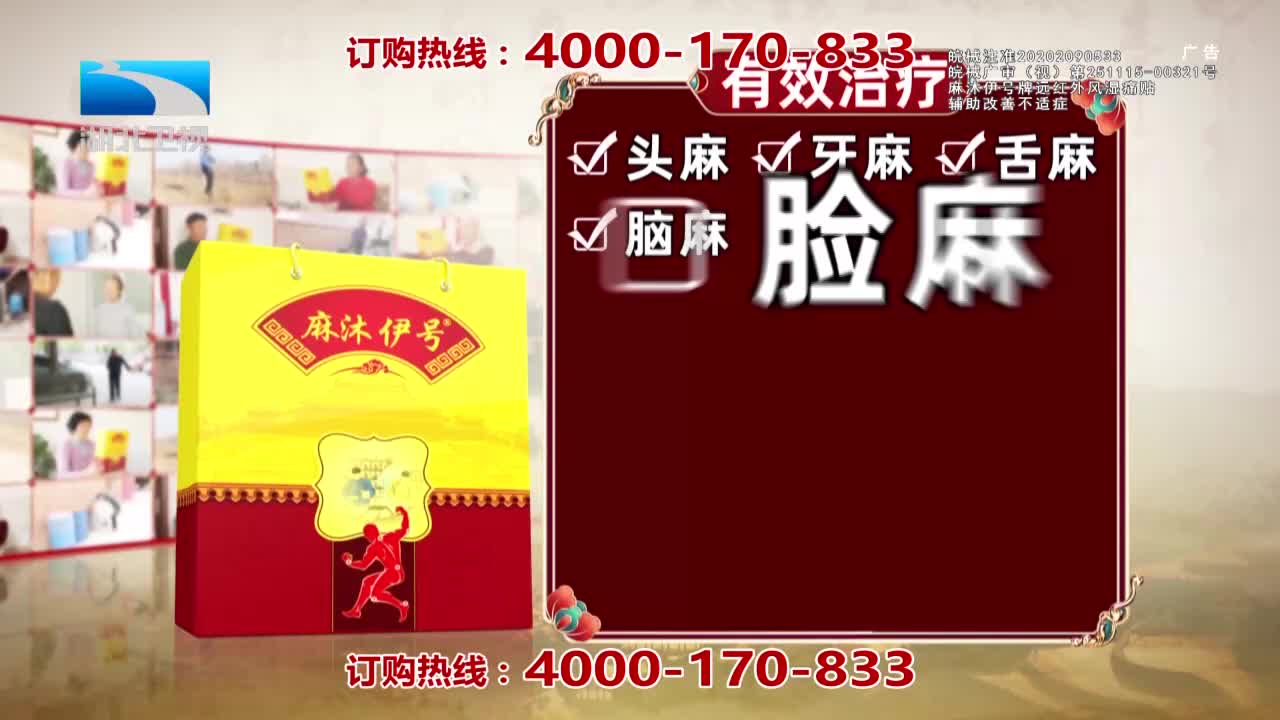 订购热线：4000-170-833
湖北卫视
有效治疗
皖械注准20202090533
皖械广审（视）第251115-00321号
麻沐伊号牌远红外风湿痛贴
辅助改善不适症
广告
头麻 牙麻 舌麻
脑麻 脸麻
麻沐伊号®
订购热线：4000-170-833